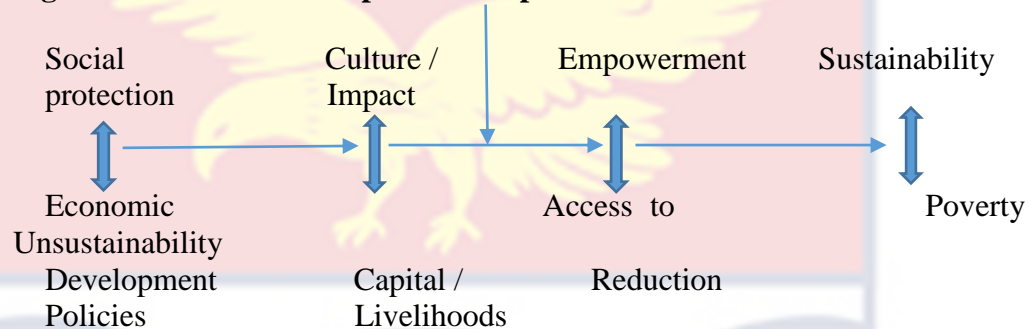 Social Culture / Empowerment Sustainability
protection Impact
Economic Access to Poverty
Unsustainability
Development Capital / Reduction
Policies Livelihoods